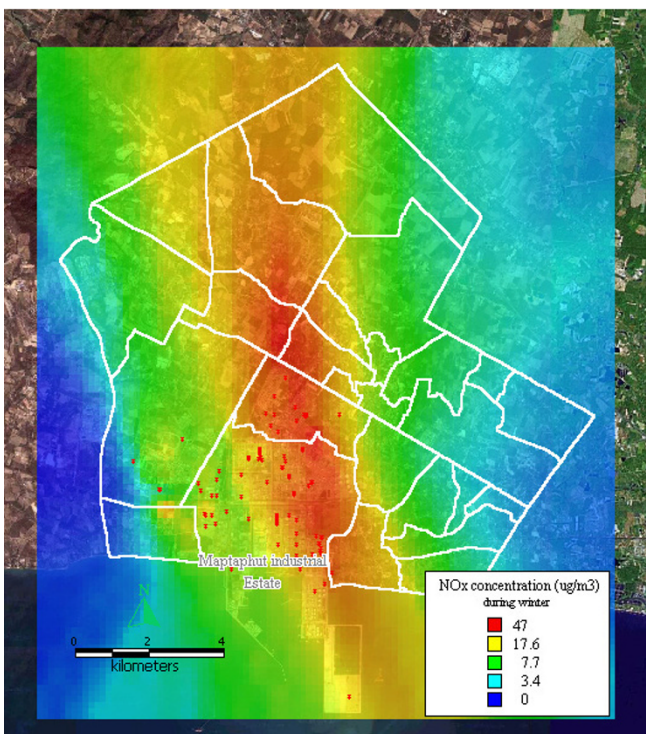 Maptaphut industrial
Estate
N
0 2 4
kilometers
NOx concentration (ug/m3)
during winter
47
17.6
7.7
3.4
0